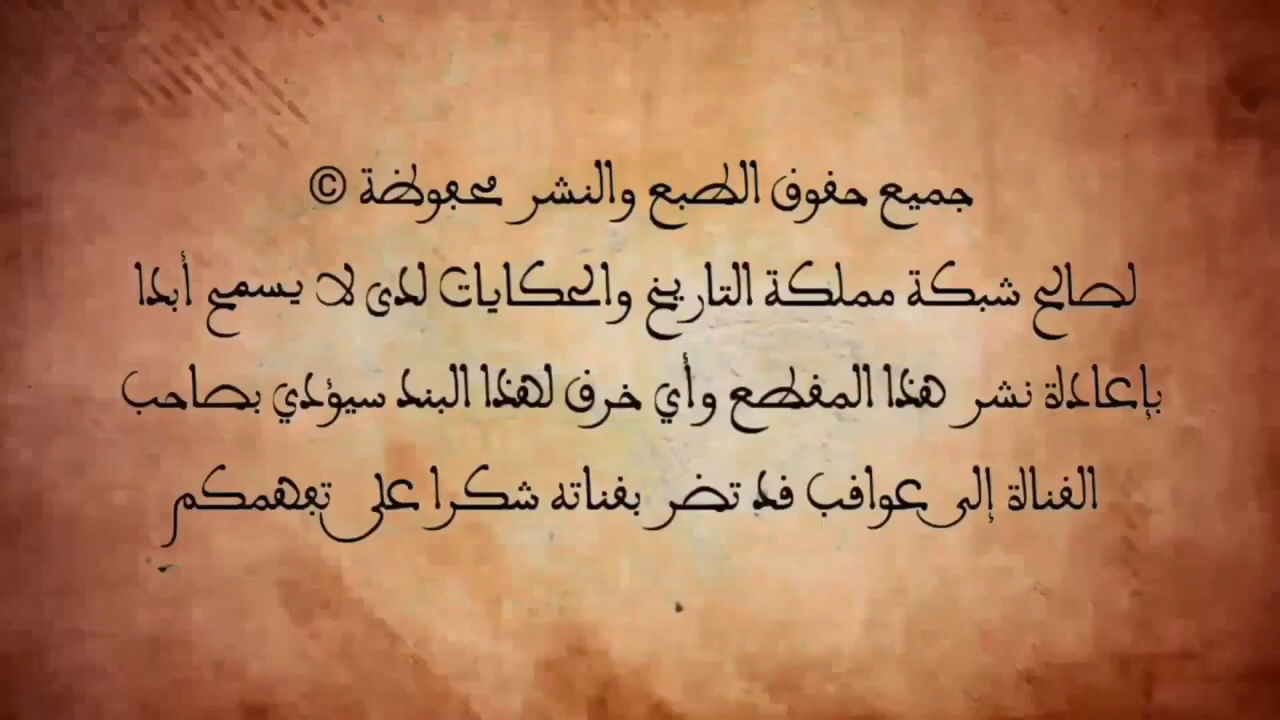 جميع حقوق الطبع والنشر محفوظة ©
لصالح شبكة مملكة التاريخ والحكايات لدى لا يسمح أبدا
بإعادة نشر هذا المقطع وأي خرق لهذا البند سيؤدي بصاحب
القناة إلى عواقب قد تضر بقناته شكرا على تفهمكم